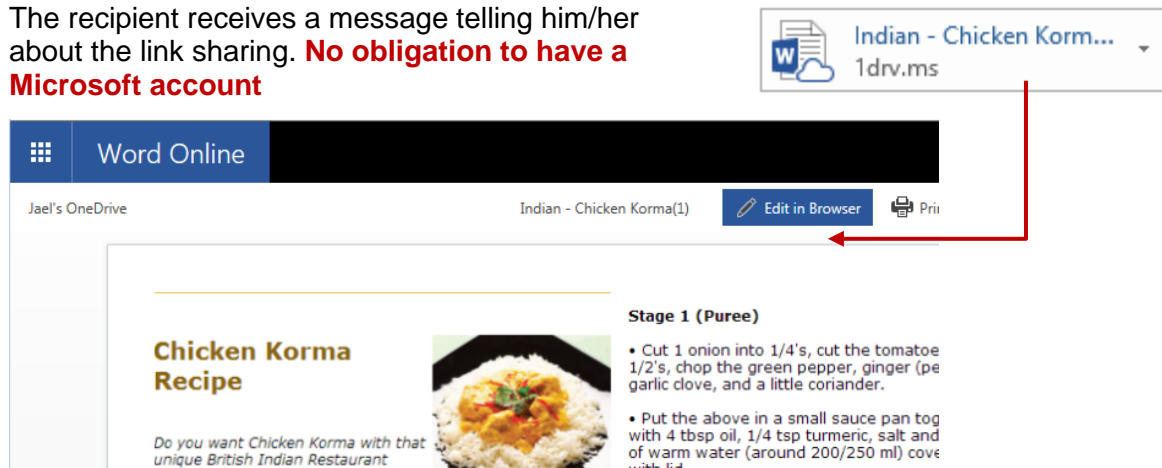 The recipient receives a message telling him/her
about the link sharing. No obligation to have a
Microsoft account
Indian - Chicken Korm...
1drv.ms
W
Word Online
Jael's OneDrive
Indian - Chicken Korma(1)
Edit in Browser
Chicken Korma
Recipe
Do you want Chicken Korma with that
unique British Indian Restaurant
Stage 1 (Puree)
• Cut 1 onion into 1/4's, cut the tomatoe
1/2's, chop the green pepper, ginger (pe
garlic clove, and a little coriander.
• Put the above in a small sauce pan tog
with 4 tbsp oil, 1/4 tsp turmeric, salt and
of warm water (around 200/250 ml) cove